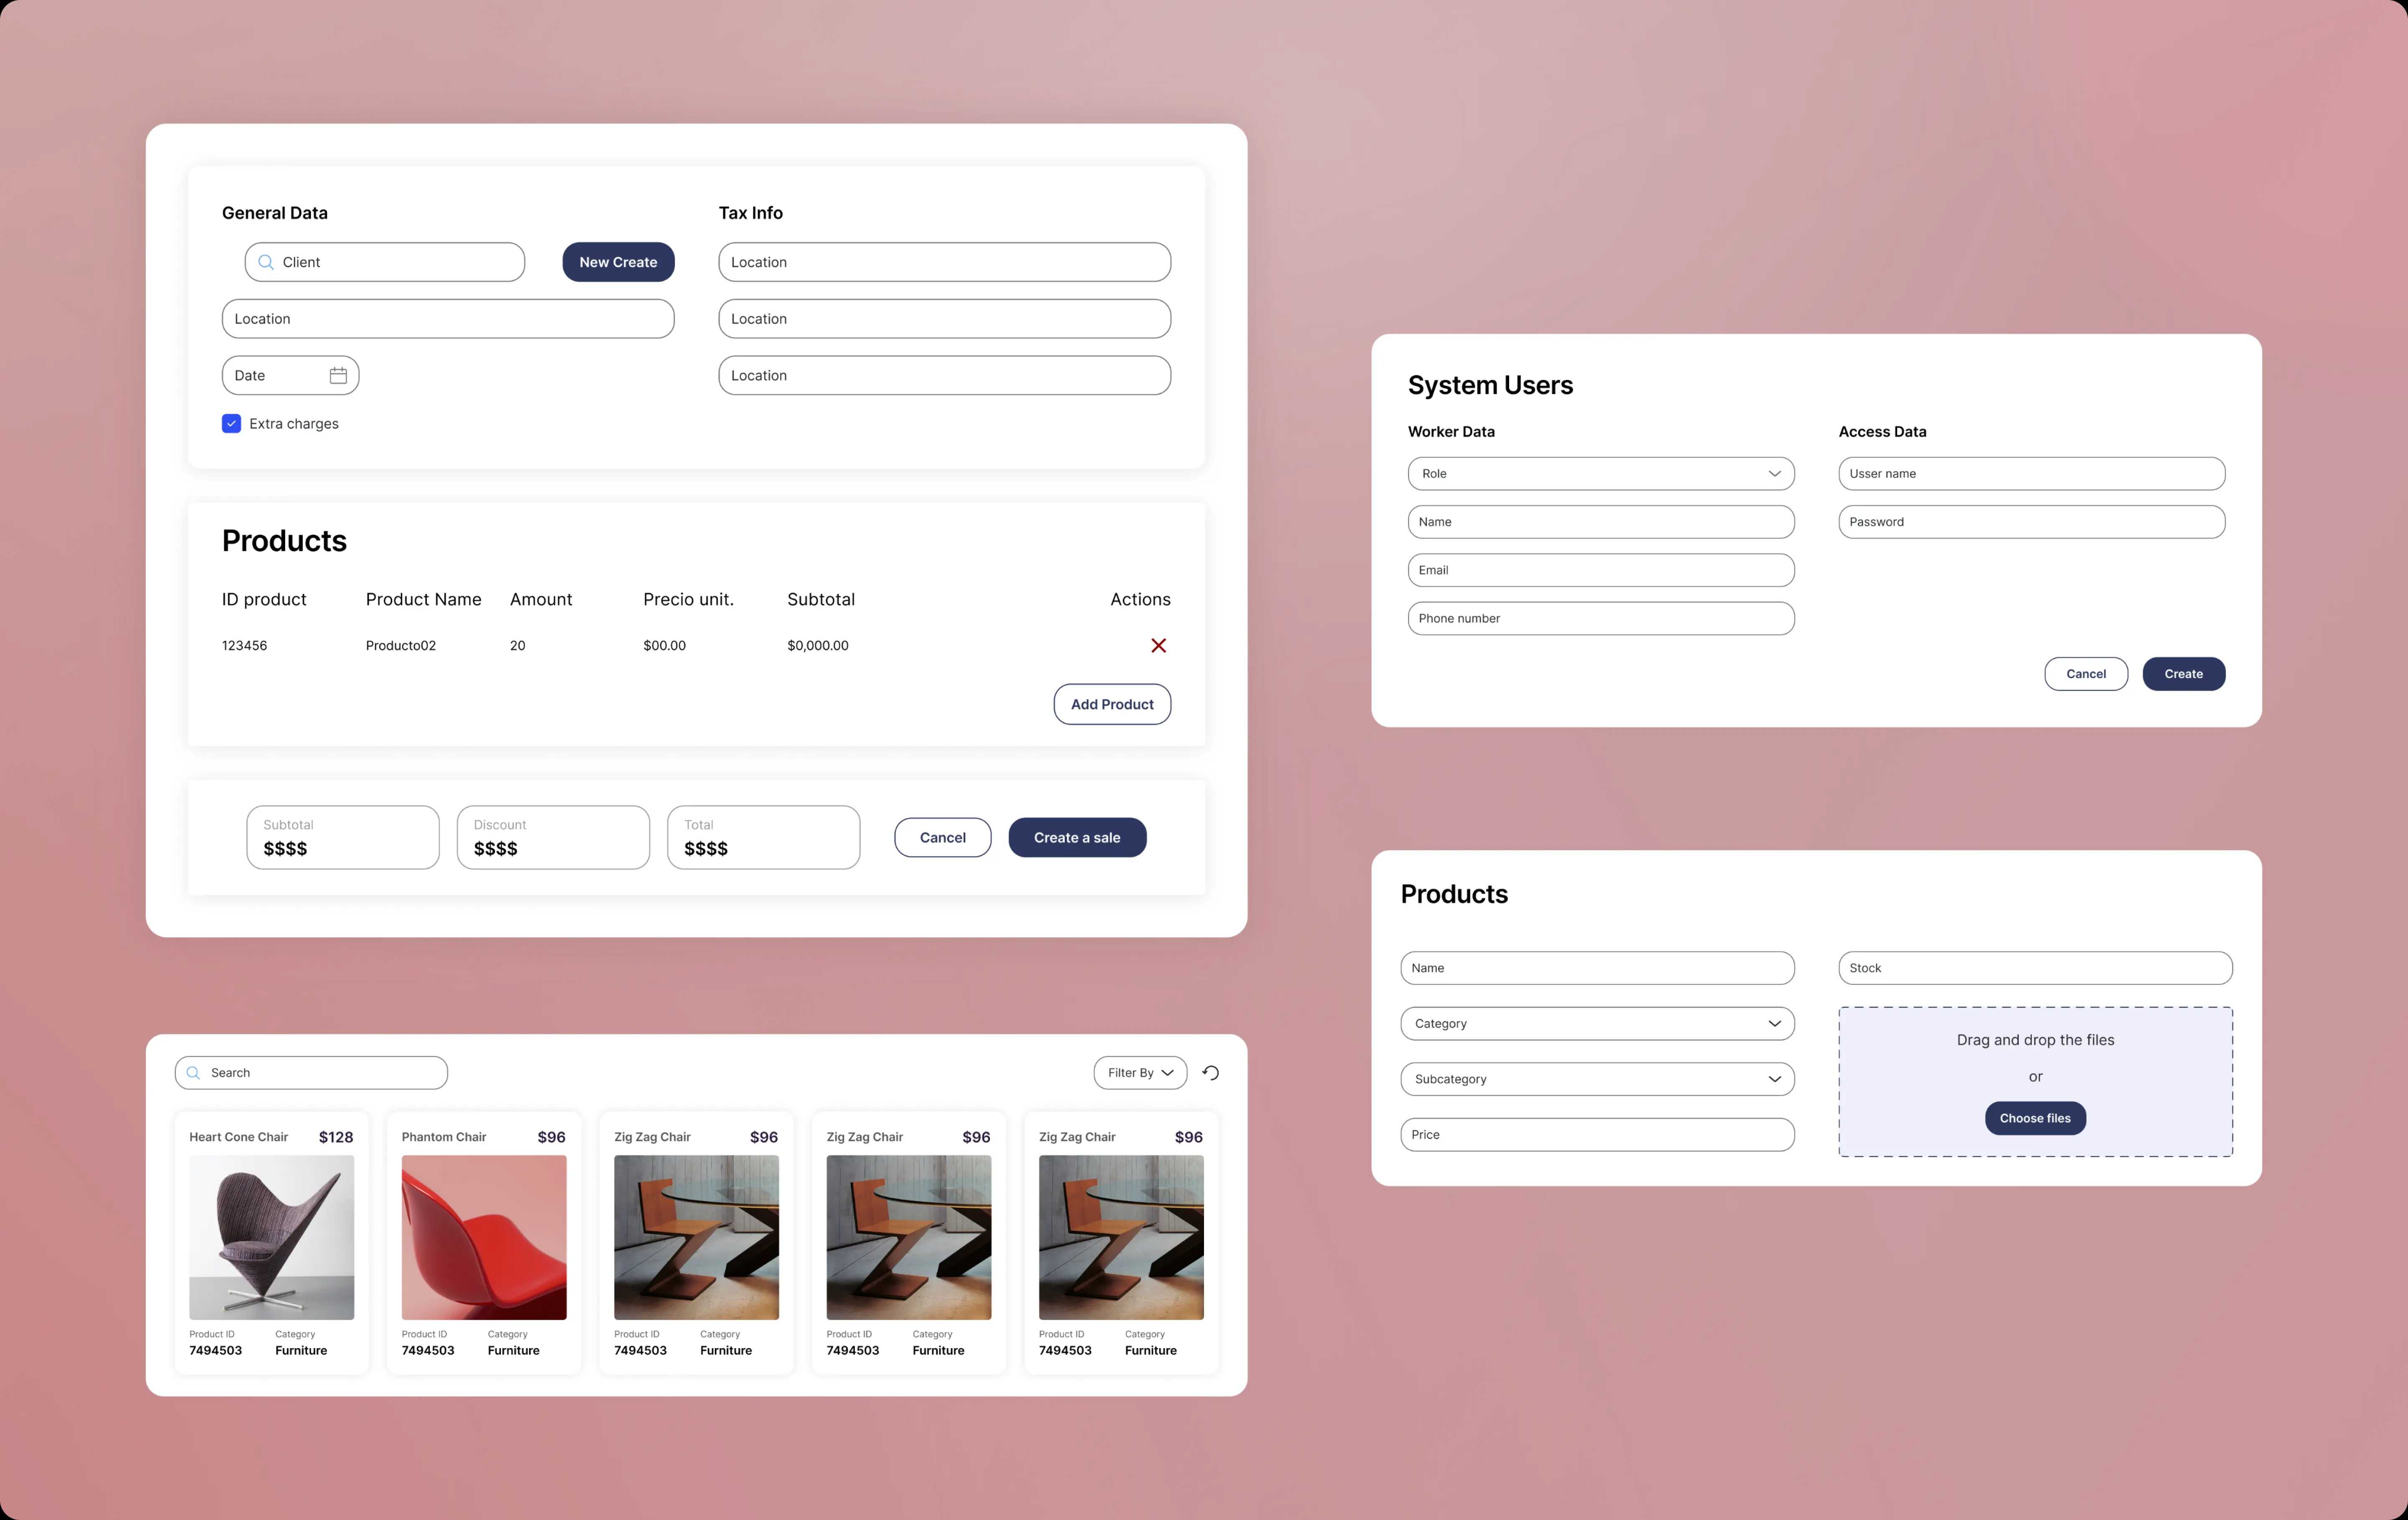 General Data
Client
New Create
Location
Date
Extra charges
Tax Info
Location
Location
Location
Products
ID product Product Name Amount Precio unit. Subtotal Actions
123456 Producto02 20 $00.00 $0,000.00
Add Product
Subtotal
$$$$
Discount
$$$$
Total
$$$$
Cancel
Create a sale
Search
Filter By
Heart Cone Chair $128
Product ID Category
7494503 Furniture
Phantom Chair $96
Product ID Category
7494503 Furniture
Zig Zag Chair $96
Product ID Category
7494503 Furniture
Zig Zag Chair $96
Product ID Category
7494503 Furniture
Zig Zag Chair $96
Product ID Category
7494503 Furniture
System Users
Worker Data
Role
Name
Email
Phone number
Access Data
Usser name
Password
Cancel
Create
Products
Name
Category
Subcategory
Price
Stock
Drag and drop the files
or
Choose files